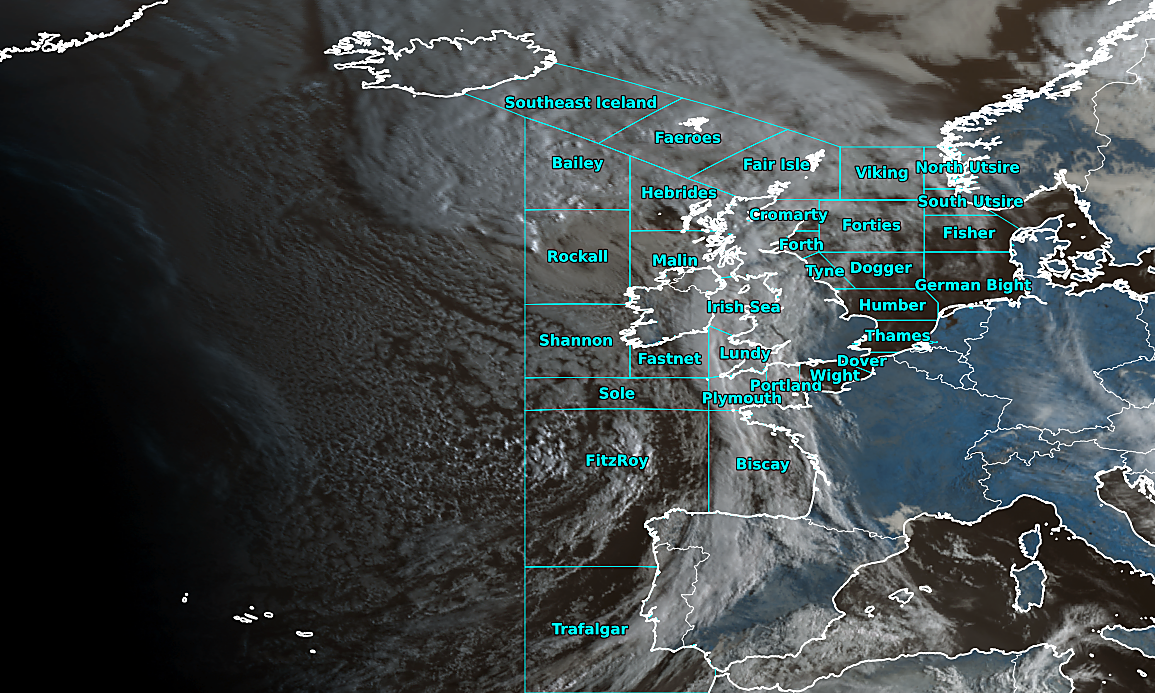 Southeast Iceland
Faeroes
Bailey
Fair Isle
Viking
North Utsire
Hebrides
South Utsire
Cromarty
Forties
Fisher
Forth
Rockall
Malin
Tyne
Dogger
German Bight
Irish Sea
Humber
Shannon
Thames
Fastnet
Lundy
Dover
Wight
Portland
Sole
Plymouth
FitzRoy
Biscay
Trafalgar